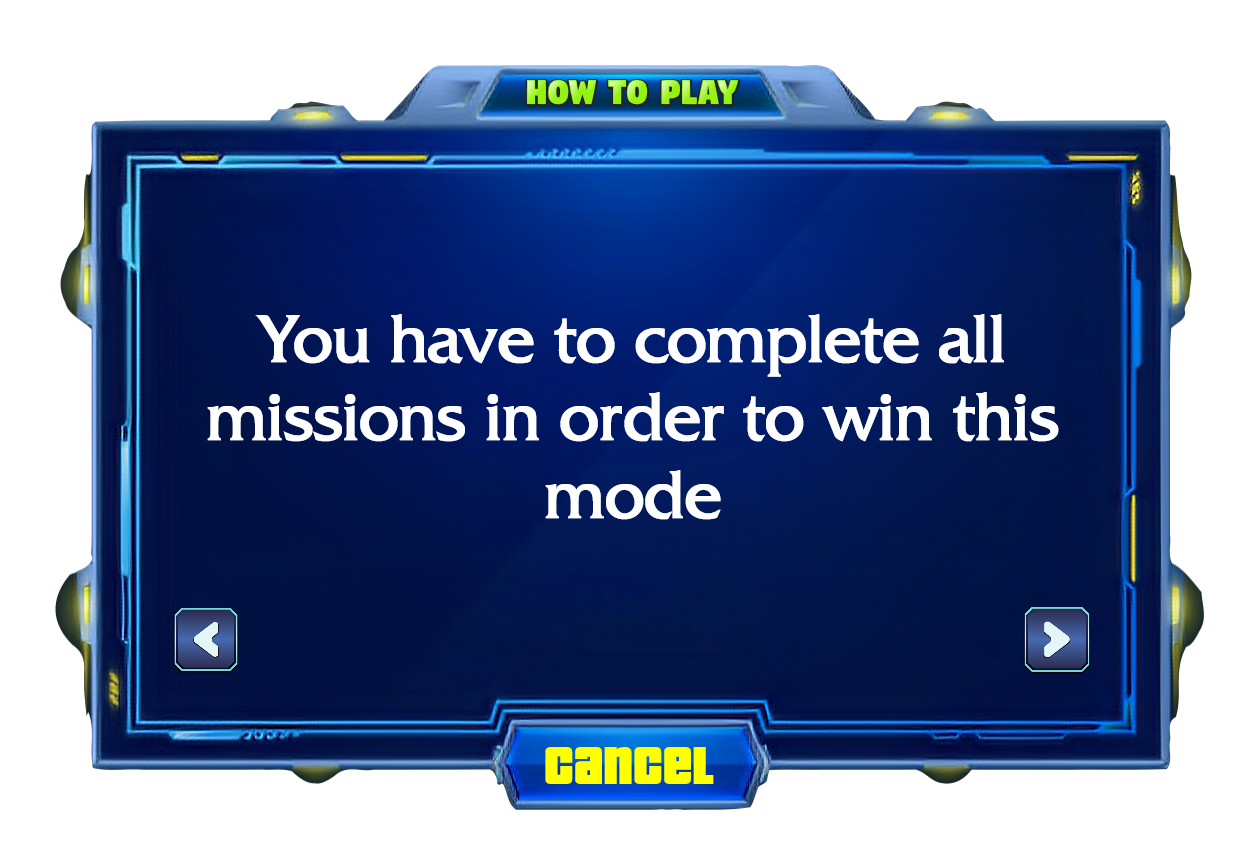 HOW TO PLAY
You have to complete all
missions in order to win this
mode
CANCEL